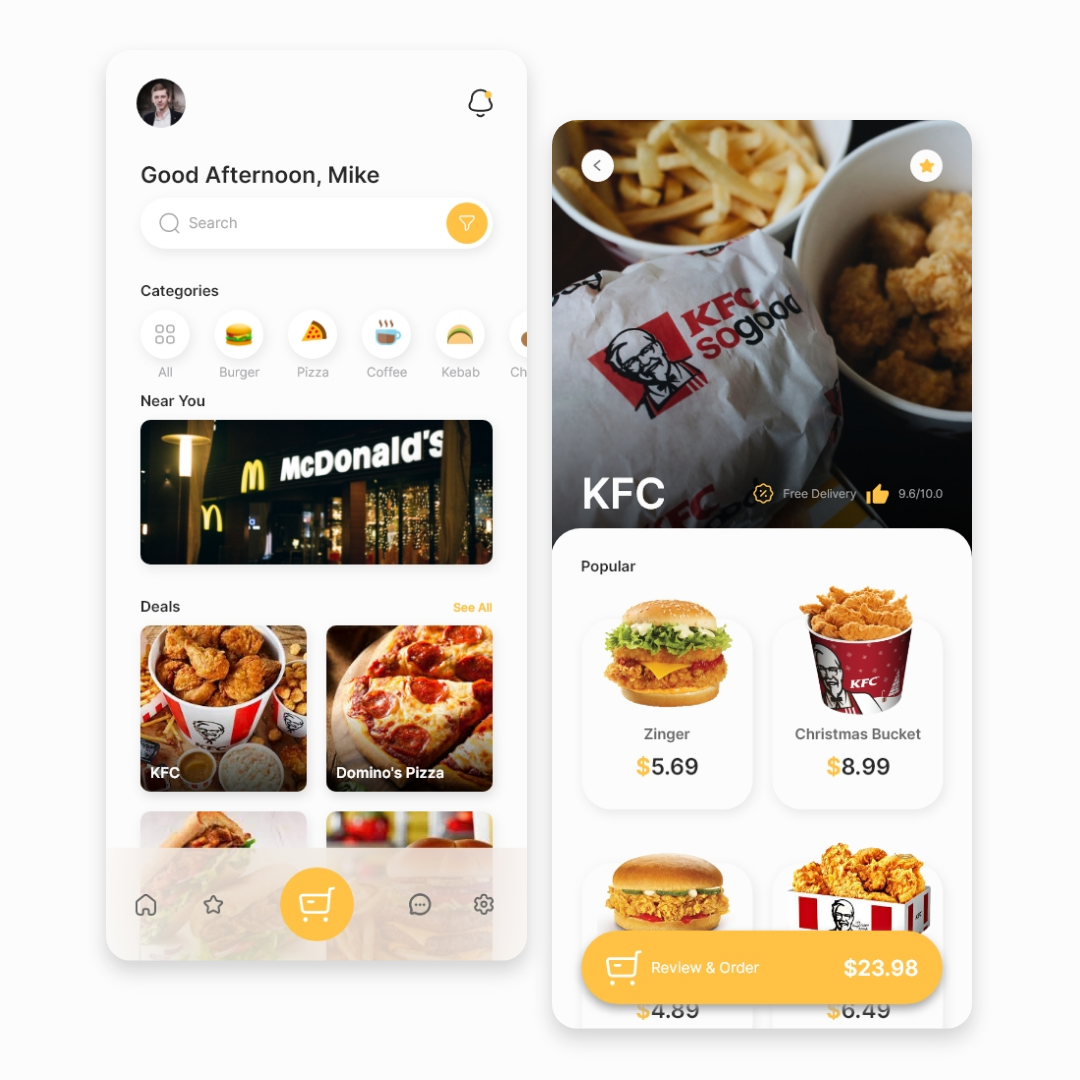 Good Afternoon, Mike
Search
Categories
All
Burger
Pizza
Coffee
Kebab
Ch
Near You
McDonald's
Deals
See All
KFC
Domino's Pizza
KFC
sogood
KFC
Free Delivery
9.6/10.0
Popular
KFC
Zinger
Christmas Bucket
$5.69
$8.99
Review & Order
$23.98
$4.89
$6.49